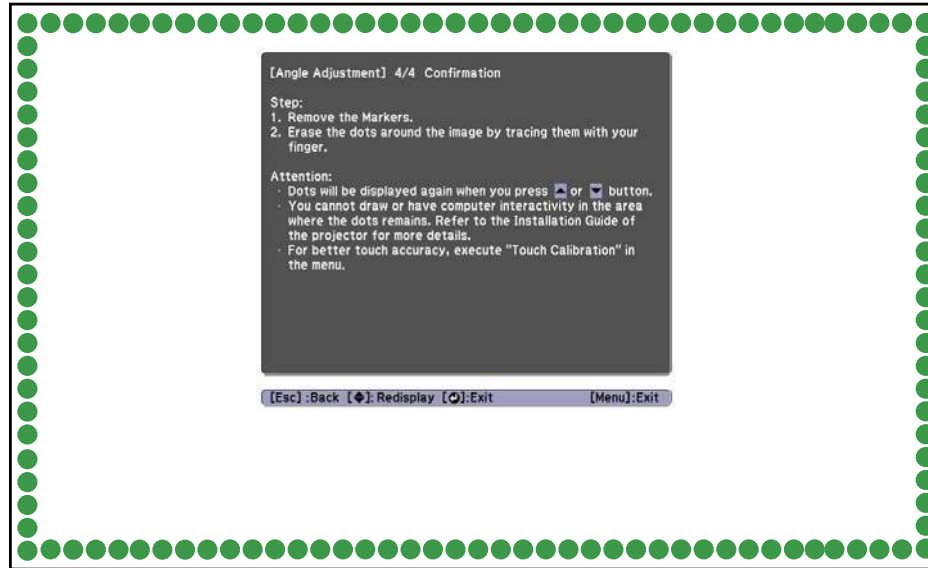 [Angle Adjustment] 4/4 Confirmation
Step:
1. Remove the Markers.
2. Erase the dots around the image by tracing them with your
finger.
Attention:
· Dots will be displayed again when you press ▲ or ▼ button.
· You cannot draw or have computer interactivity in the area
where the dots remains. Refer to the Installation Guide of
the projector for more details.
· For better touch accuracy, execute "Touch Calibration" in
the menu.
[Esc] :Back [◆]: Redisplay [↵]:Exit [Menu]:Exit